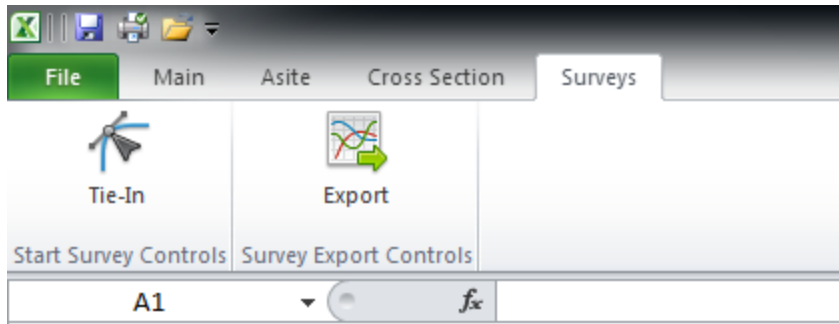 File Main Asite Cross Section Surveys
Tie-In Export
Start Survey Controls Survey Export Controls
A1 fx